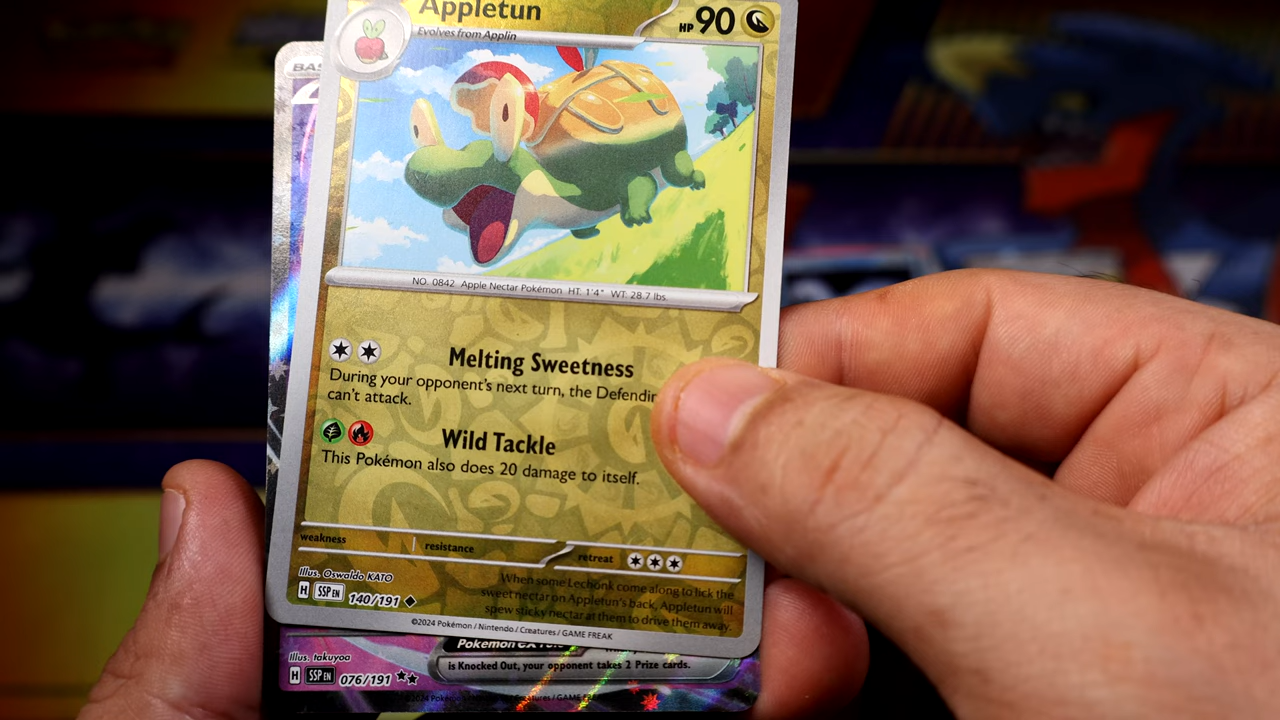 Appletun
HP 90
Evolves from Applin
BAS
NO. 0842 Apple Nectar Pokémon HT. 1'4" WT. 28.7 lbs.
Melting Sweetness
During your opponent's next turn, the Defendin
can't attack.
Wild Tackle
This Pokémon also does 20 damage to itself.
weakness resistance retreat
Illus. Oswaldo KATO
H SSP EN 140/191
When some Lechonk come along to lick the
sweet nectar on Appletun's back, Appletun will
spew sticky nectar at them to drive them away.
©2024 Pokémon / Nintendo / Creatures / GAME FREAK
Pokémon ex
is Knocked Out, your opponent takes 2 Prize cards.
Illus. takuyoa
H SSP EN 076/191
©2024 Pokémon Creatures / GAME